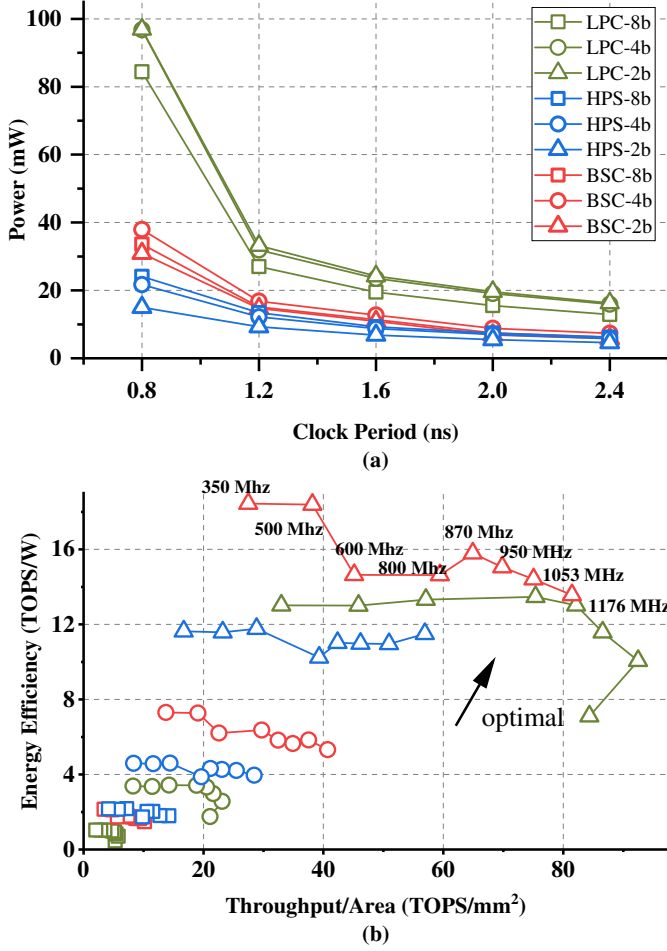 100
80
60
40
20
0
Power (mW)
LPC-8b
LPC-4b
LPC-2b
HPS-8b
HPS-4b
HPS-2b
BSC-8b
BSC-4b
BSC-2b
0.8 1.2 1.6 2.0 2.4
Clock Period (ns)
(a)
16
12
8
4
0
Energy Efficiency (TOPS/W)
350 Mhz
500 Mhz
600 Mhz
800 Mhz
870 Mhz
950 MHz
1053 MHz
1176 MHz
optimal
0 20 40 60 80
Throughput/Area (TOPS/mm²)
(b)